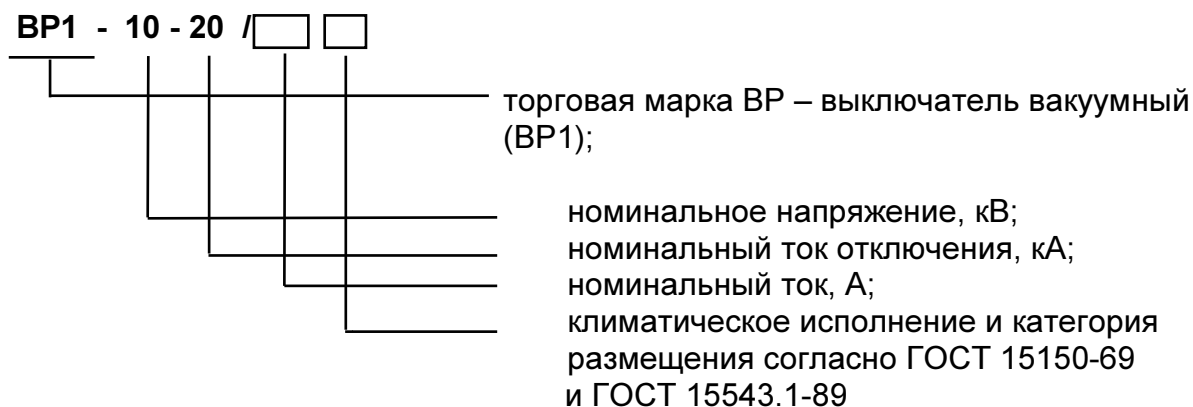 ВР1 - 10 - 20 /
торговая марка ВР – выключатель вакуумный
(ВР1);
номинальное напряжение, кВ;
номинальный ток отключения, кА;
номинальный ток, А;
климатическое исполнение и категория
размещения согласно ГОСТ 15150-69
и ГОСТ 15543.1-89